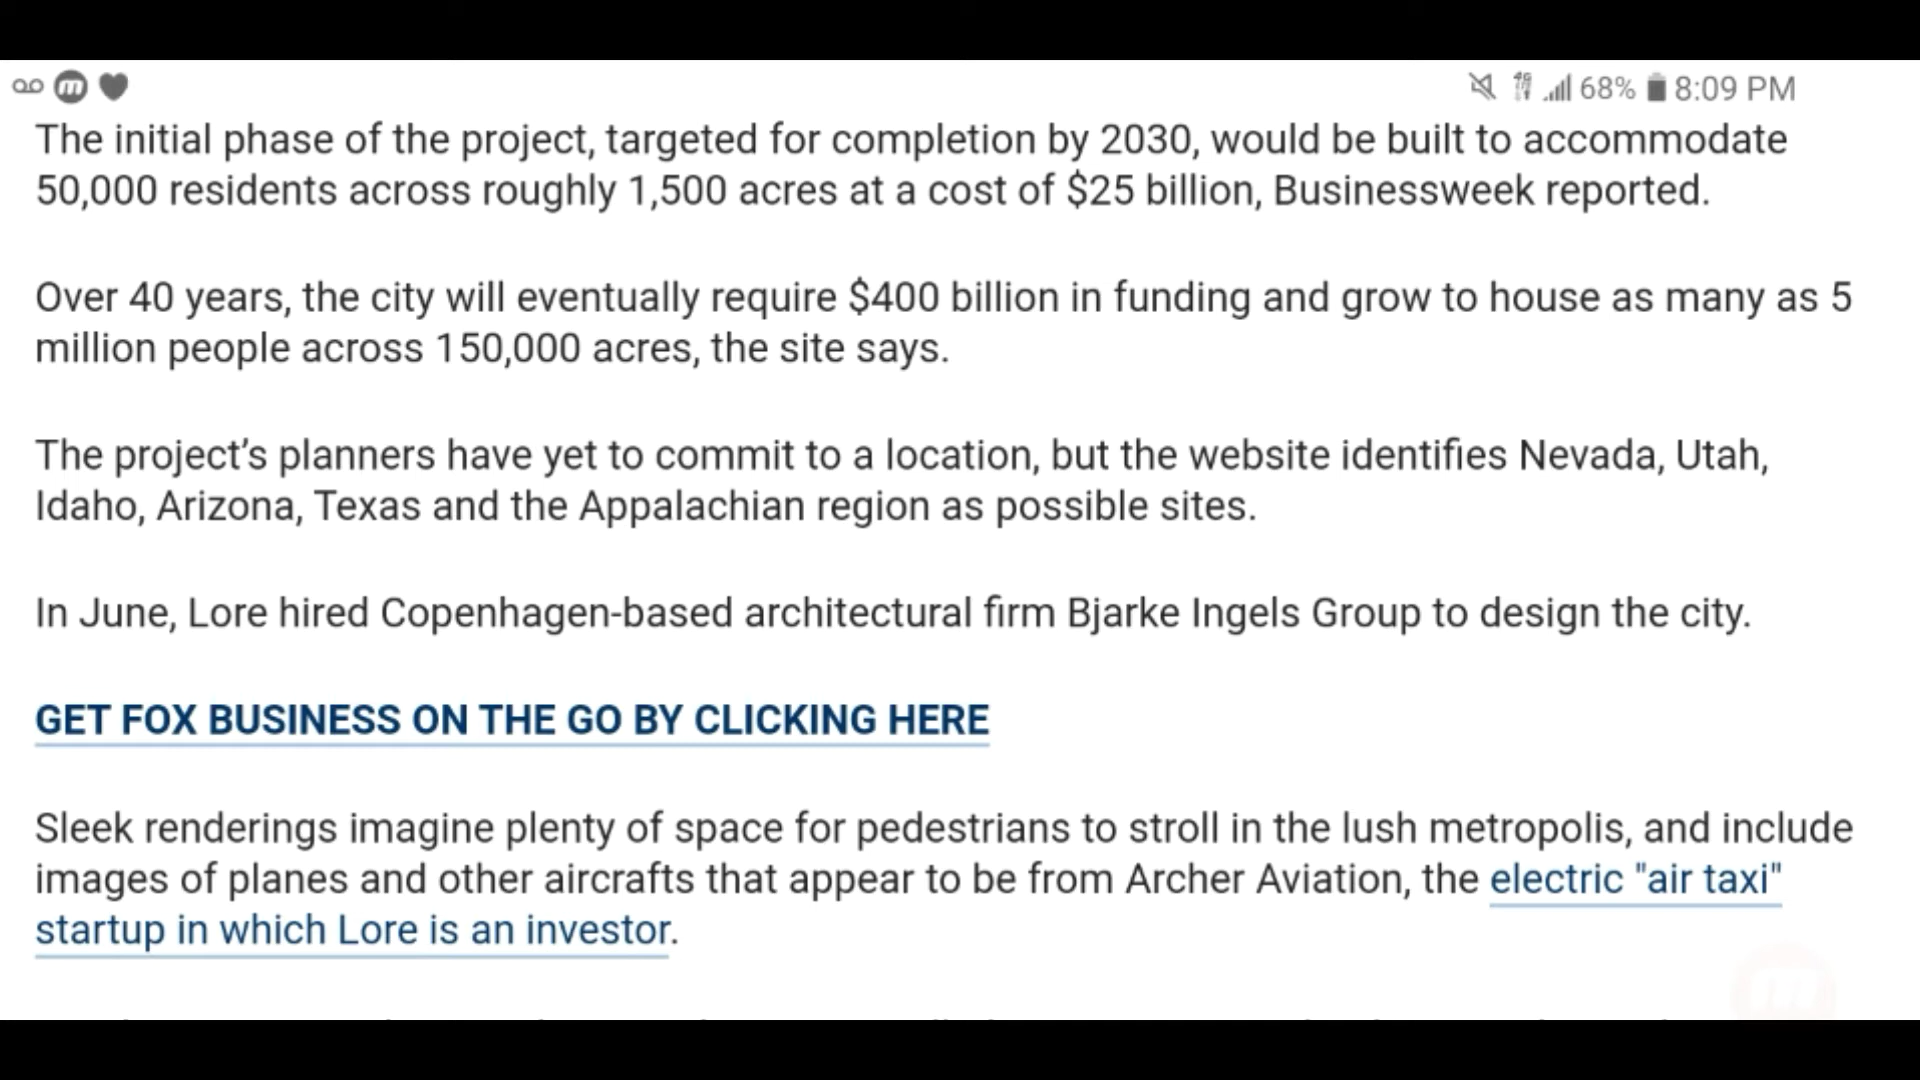 68% 8:09 PM
The initial phase of the project, targeted for completion by 2030, would be built to accommodate
50,000 residents across roughly 1,500 acres at a cost of $25 billion, Businessweek reported.
Over 40 years, the city will eventually require $400 billion in funding and grow to house as many as 5
million people across 150,000 acres, the site says.
The project’s planners have yet to commit to a location, but the website identifies Nevada, Utah,
Idaho, Arizona, Texas and the Appalachian region as possible sites.
In June, Lore hired Copenhagen-based architectural firm Bjarke Ingels Group to design the city.
GET FOX BUSINESS ON THE GO BY CLICKING HERE
Sleek renderings imagine plenty of space for pedestrians to stroll in the lush metropolis, and include
images of planes and other aircrafts that appear to be from Archer Aviation, the electric "air taxi"
startup in which Lore is an investor.